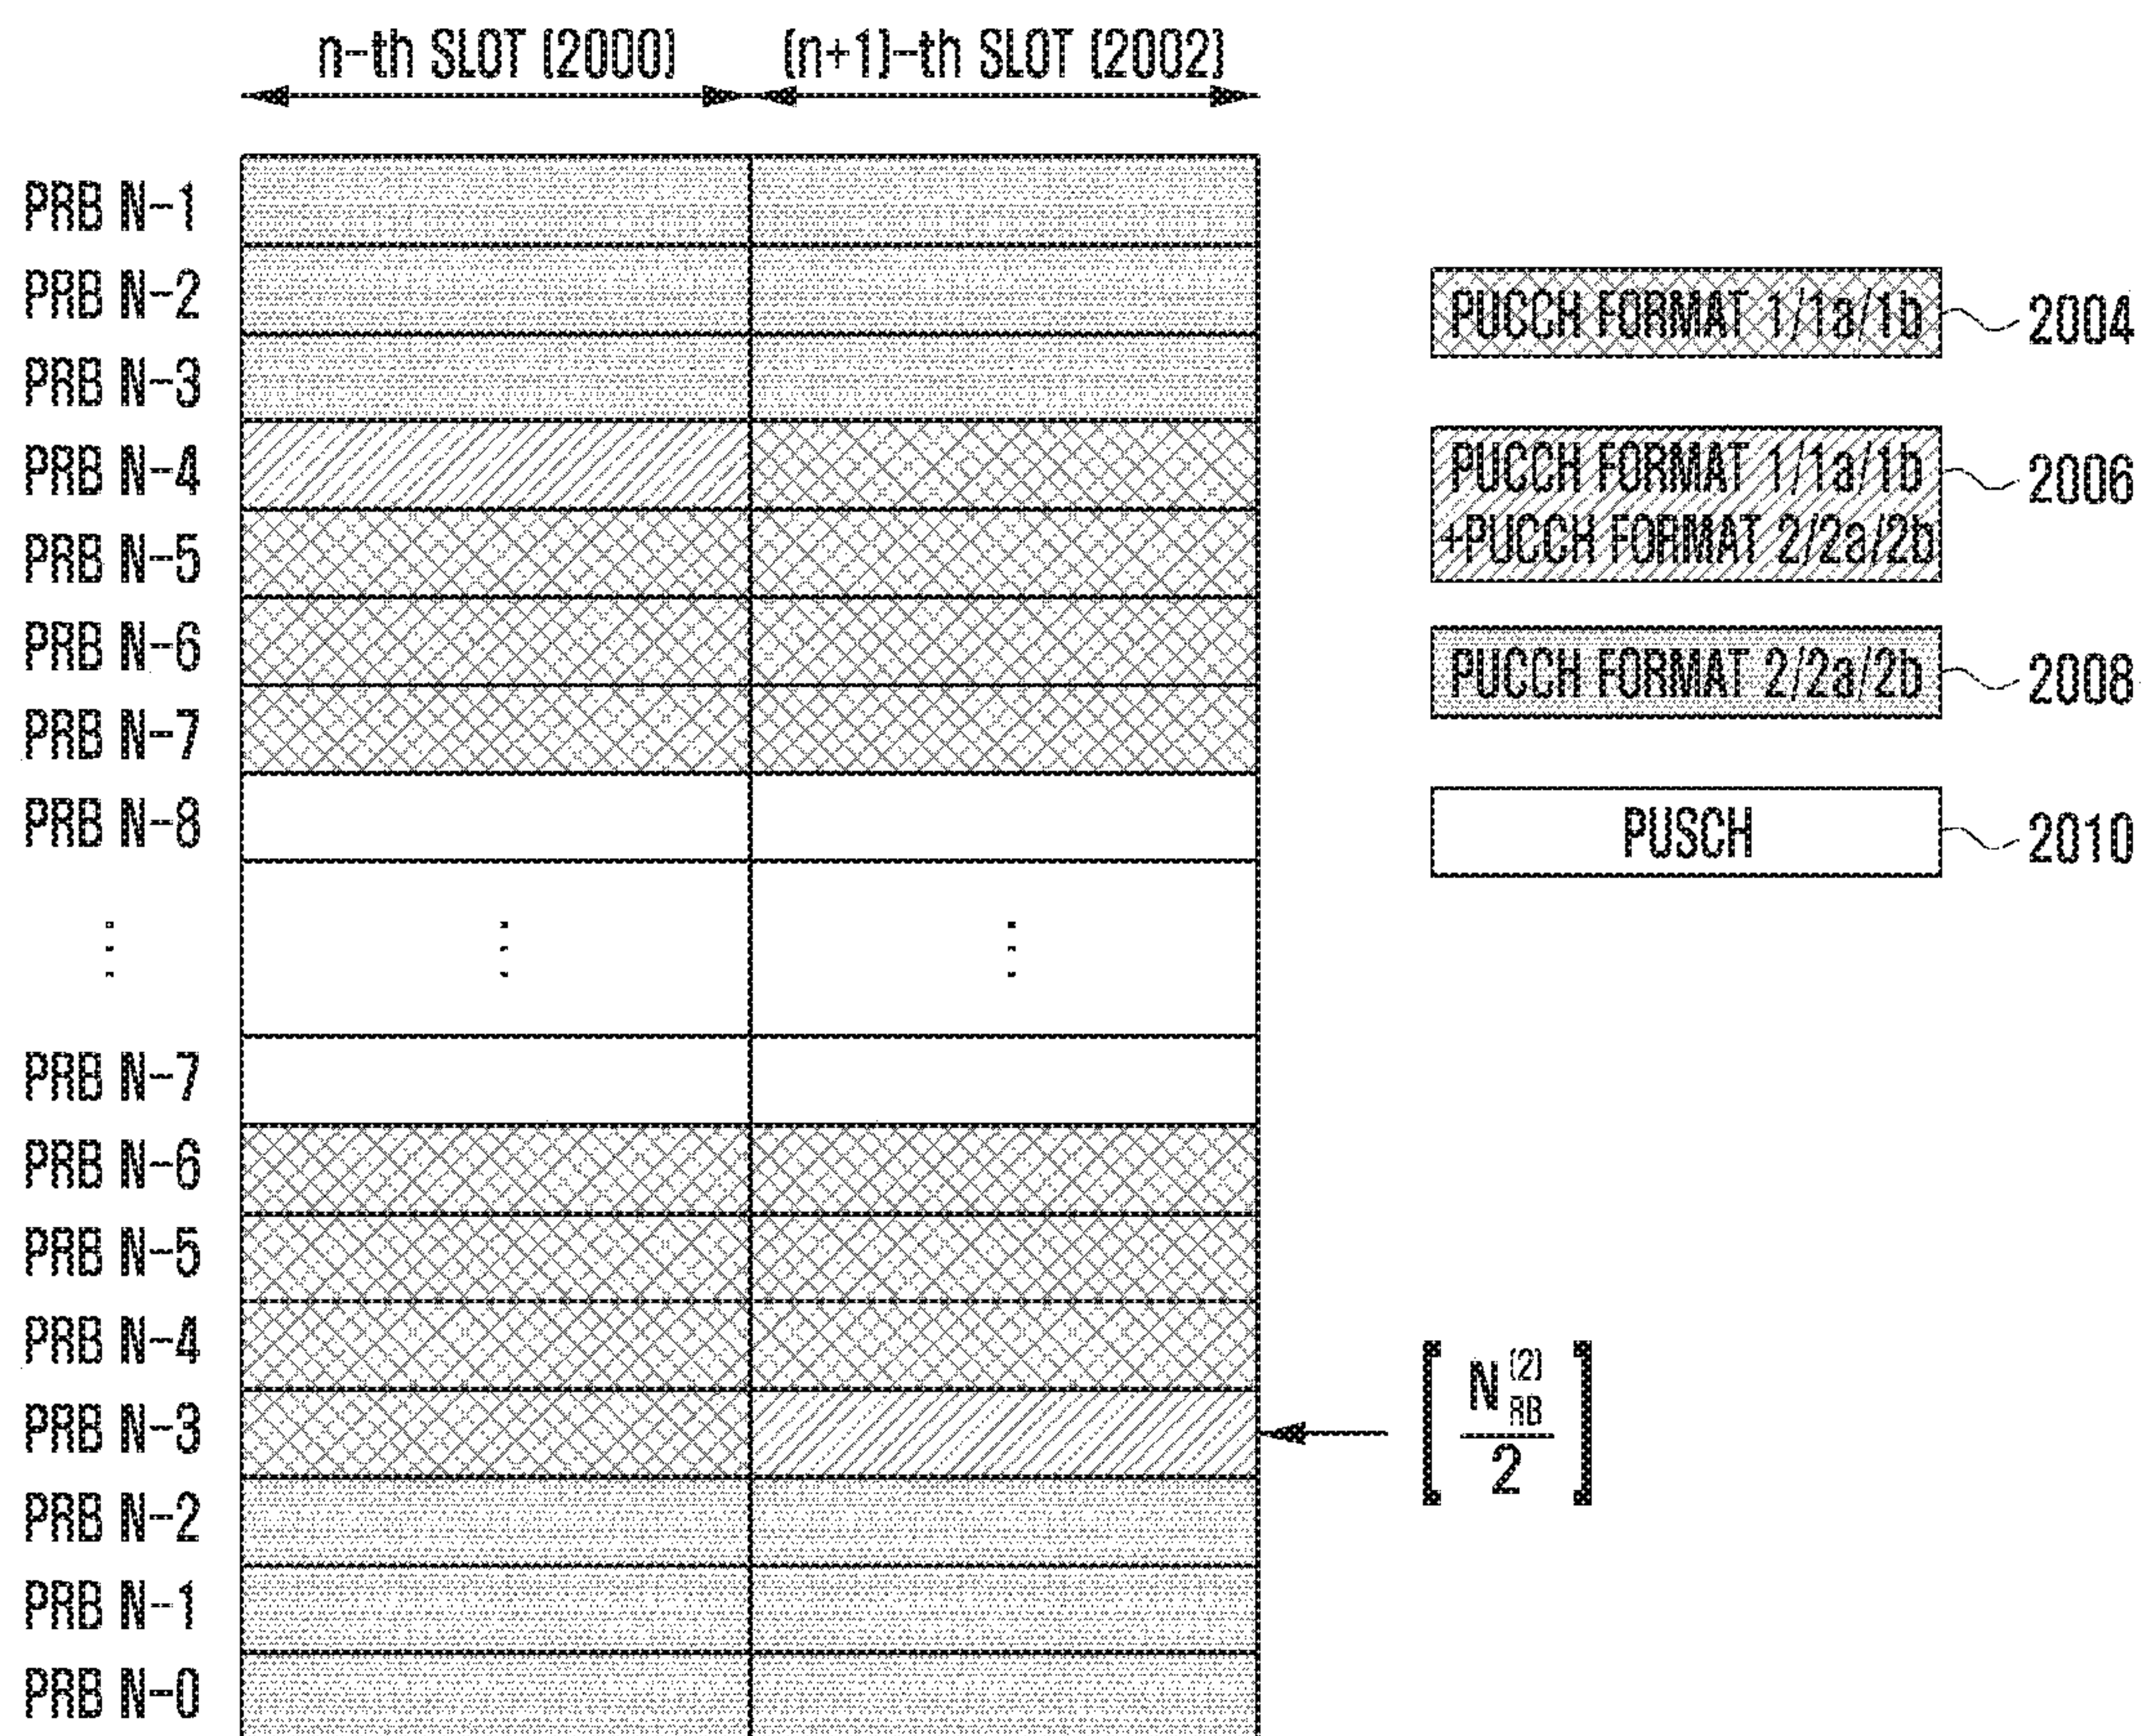 n-th SLOT (2000) (n+1)-th SLOT (2002)
PRB N-1
PRB N-2
PRB N-3
PRB N-4
PRB N-5
PRB N-6
PRB N-7
PRB N-8
⋮ ⋮ ⋮
PRB N-7
PRB N-6
PRB N-5
PRB N-4
PRB N-3
PRB N-2
PRB N-1
PRB N-0
PUCCH FORMAT 1/1a/1b 2004
PUCCH FORMAT 1/1a/1b
+PUCCH FORMAT 2/2a/2b 2006
PUCCH FORMAT 2/2a/2b 2008
PUSCH 2010
[ N (2) RB
2 ]